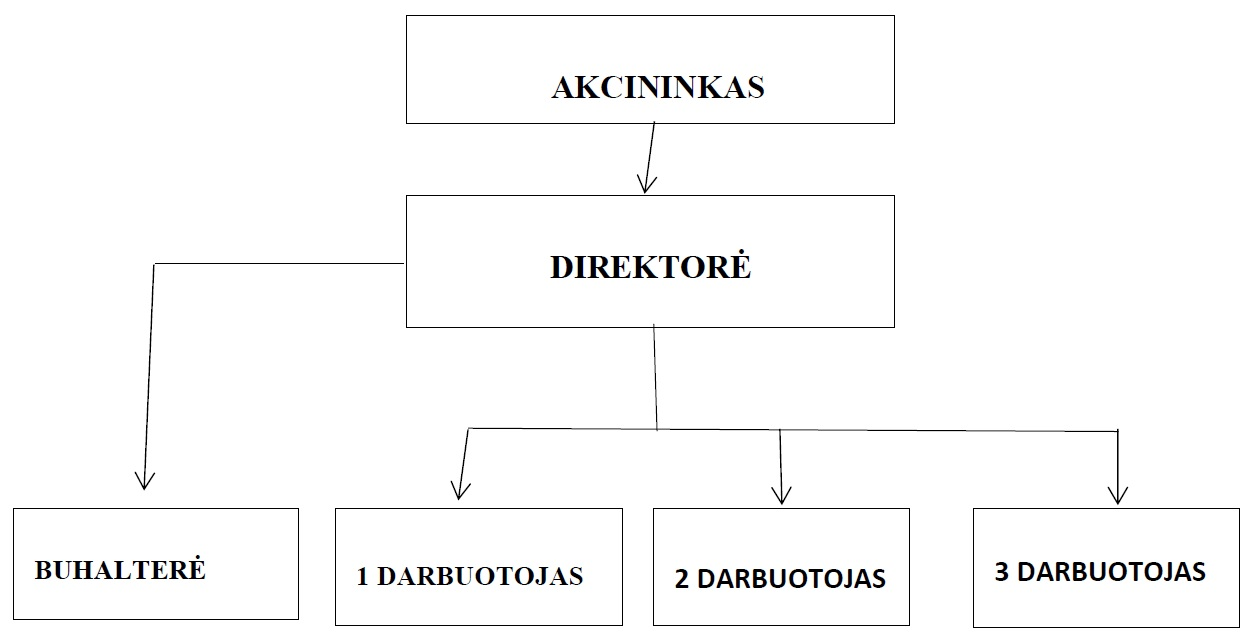 AKCININKAS
DIREKTORĖ
BUHALTERĖ
1 DARBUOTOJAS
2 DARBUOTOJAS
3 DARBUOTOJAS